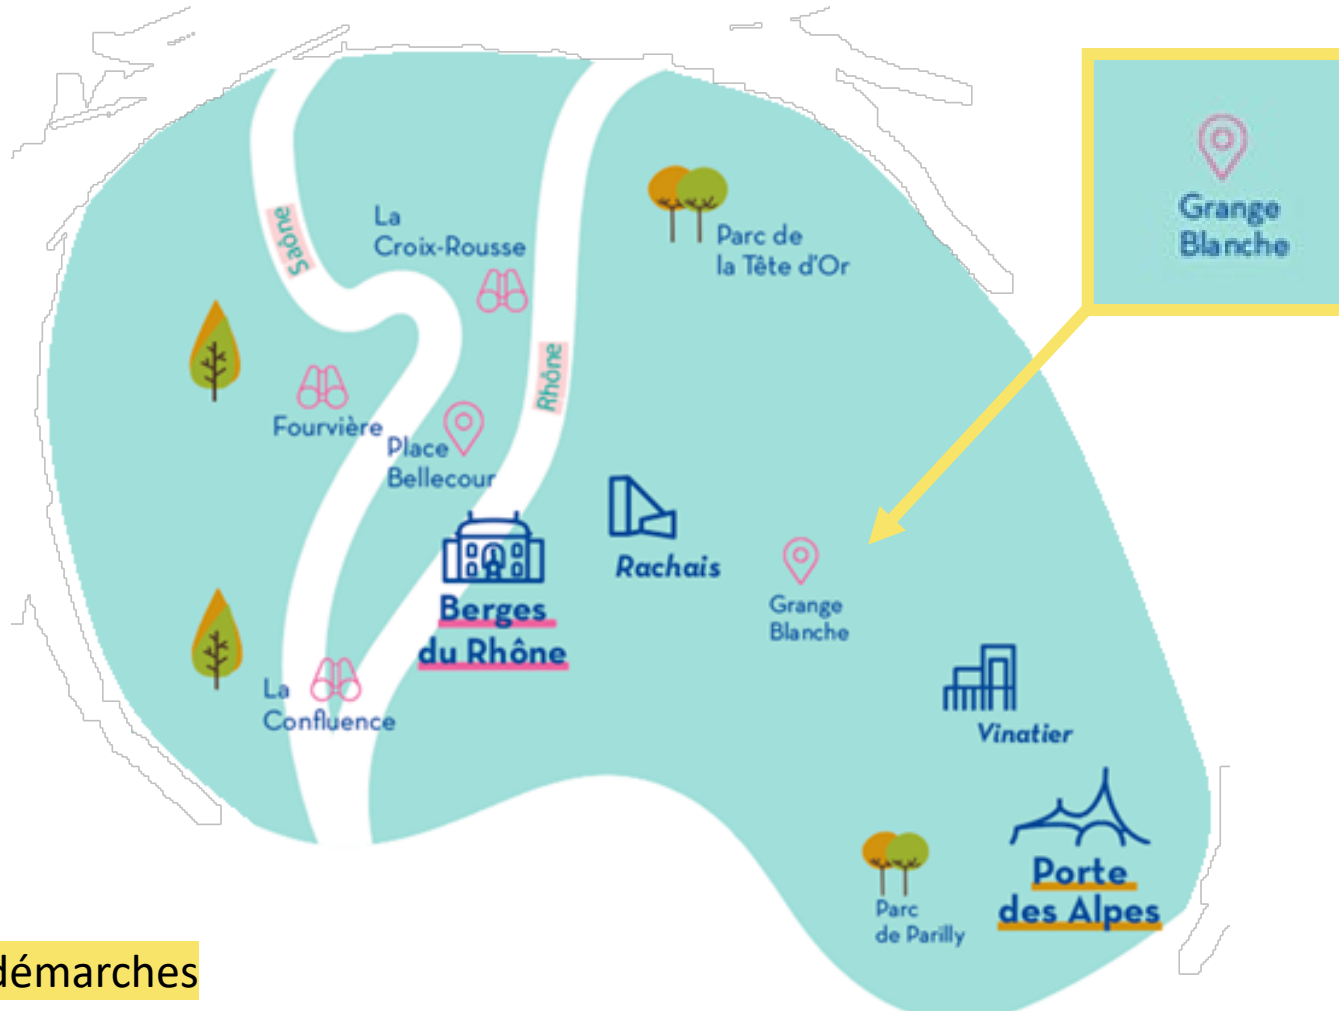 La
Croix-Rousse
Saône
Parc de
la Tête d'Or
Grange
Blanche
Rhône
Fourvière
Place
Bellecour
Rachais
Berges
du Rhône
Grange
Blanche
La
Confluence
Vinatier
Porte
des Alpes
Parc
de Parilly
démarches